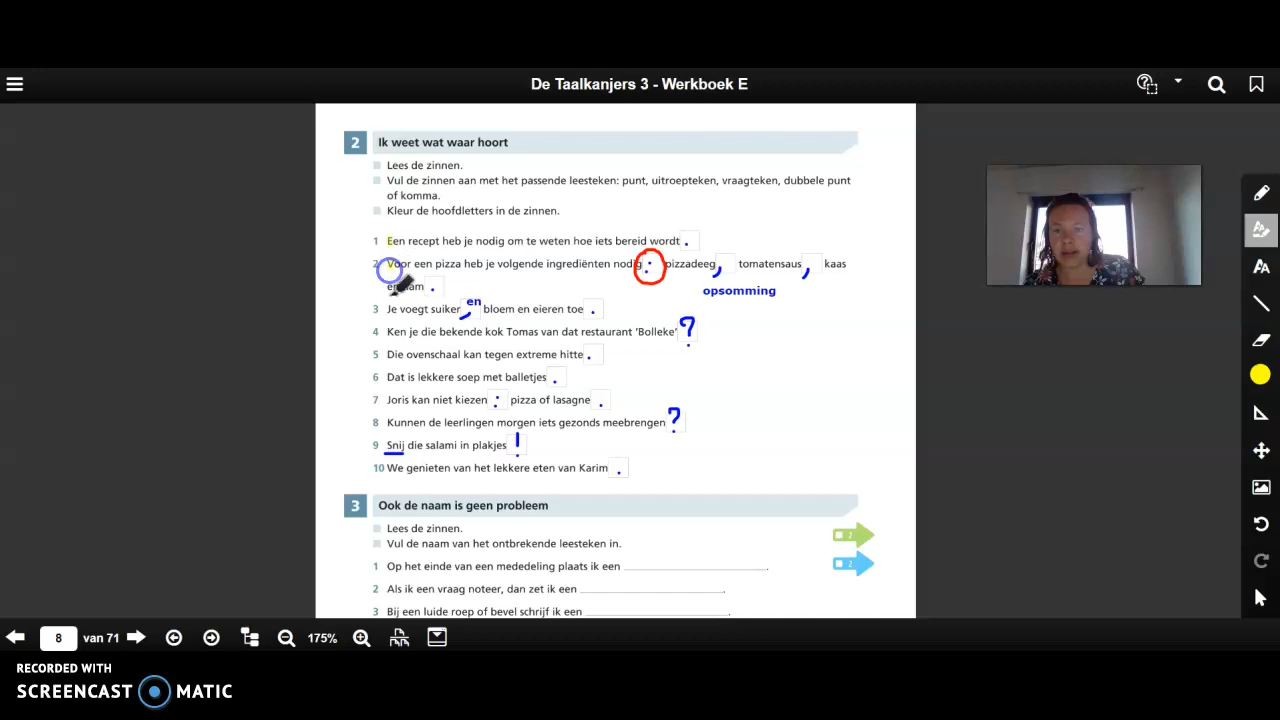 De Taalkanjers 3 - Werkboek E
2 Ik weet wat waar hoort
Lees de zinnen.
Vul de zinnen aan met het passende leesteken: punt, uitroepteken, vraagteken, dubbele punt
of komma.
Kleur de hoofdletters in de zinnen.
1 Een recept heb je nodig om te weten hoe iets bereid wordt .
2 Voor een pizza heb je volgende ingrediënten nodig : pizzadeeg , tomatensaus , kaas
en ham .
opsomming
en
3 Je voegt suiker , bloem en eieren toe .
4 Ken je die bekende kok Tomas van dat restaurant 'Bolleke' ?
5 Die ovenschaal kan tegen extreme hitte .
6 Dat is lekkere soep met balletjes .
7 Joris kan niet kiezen : pizza of lasagne .
8 Kunnen de leerlingen morgen iets gezonds meebrengen ?
9 Snij die salami in plakjes !
10 We genieten van het lekkere eten van Karim .
3 Ook de naam is geen probleem
Lees de zinnen.
Vul de naam van het ontbrekende leesteken in.
2
1 Op het einde van een mededeling plaats ik een .
2
2 Als ik een vraag noteer, dan zet ik een .
3 Bij een luide roep of bevel schrijf ik een .
8 van 71 175%
RECORDED WITH
SCREENCAST MATIC